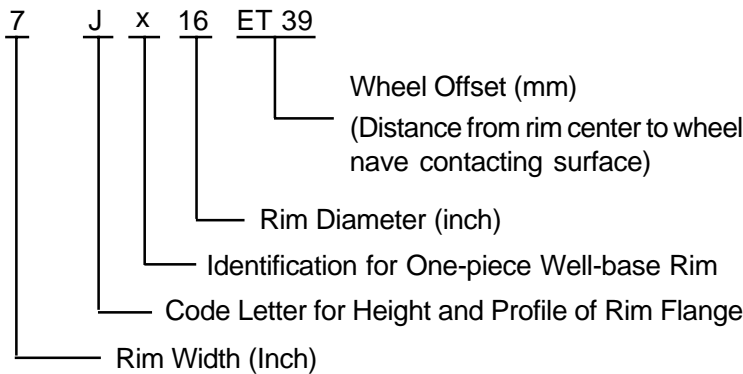 7 J x 16 ET 39
Wheel Offset (mm)
(Distance from rim center to wheel
nave contacting surface)
Rim Diameter (inch)
Identification for One-piece Well-base Rim
Code Letter for Height and Profile of Rim Flange
Rim Width (Inch)